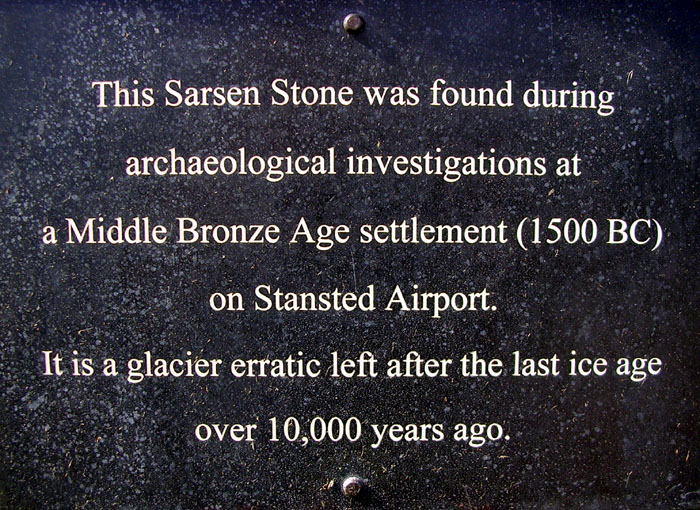 This Sarsen Stone was found during
archaeological investigations at
a Middle Bronze Age settlement (1500 BC)
on Stansted Airport.
It is a glacier erratic left after the last ice age
over 10,000 years ago.